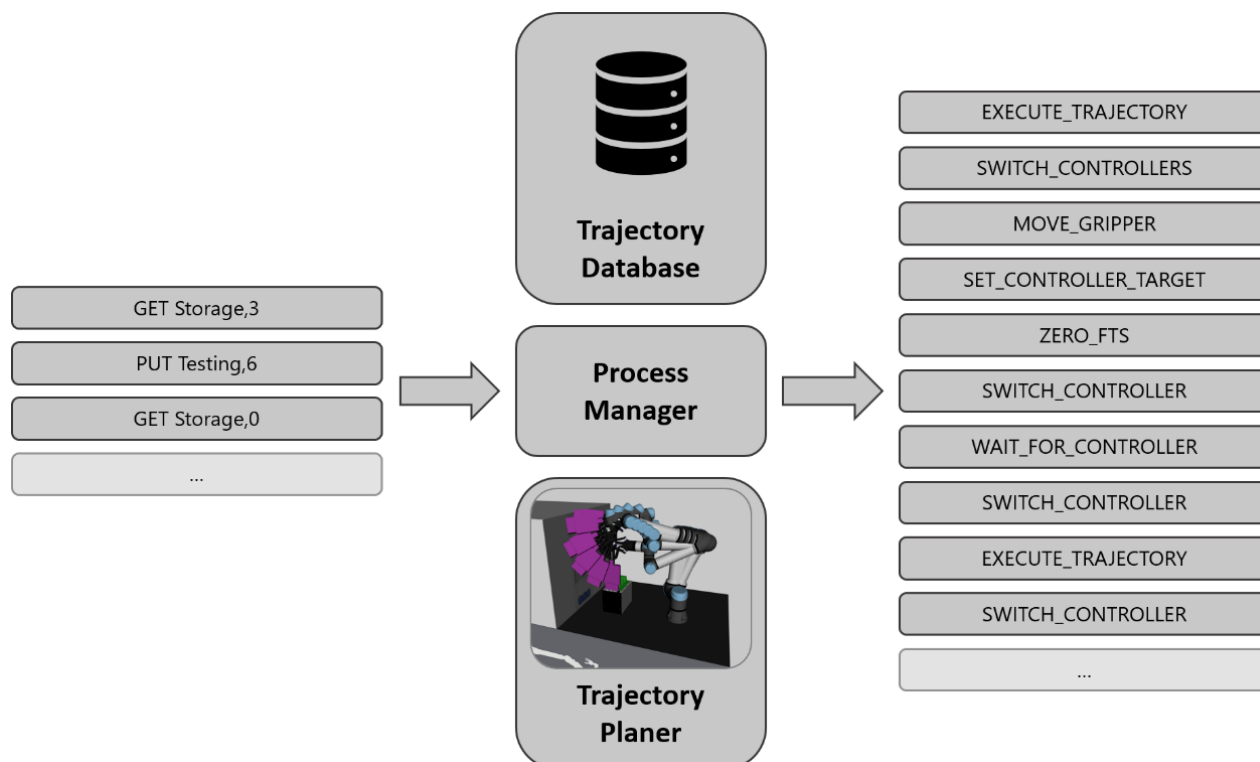 GET Storage,3
PUT Testing,6
GET Storage,0
...
Trajectory
Database
Process
Manager
Trajectory
Planer
EXECUTE_TRAJECTORY
SWITCH_CONTROLLERS
MOVE_GRIPPER
SET_CONTROLLER_TARGET
ZERO_FTS
SWITCH_CONTROLLER
WAIT_FOR_CONTROLLER
SWITCH_CONTROLLER
EXECUTE_TRAJECTORY
SWITCH_CONTROLLER
...